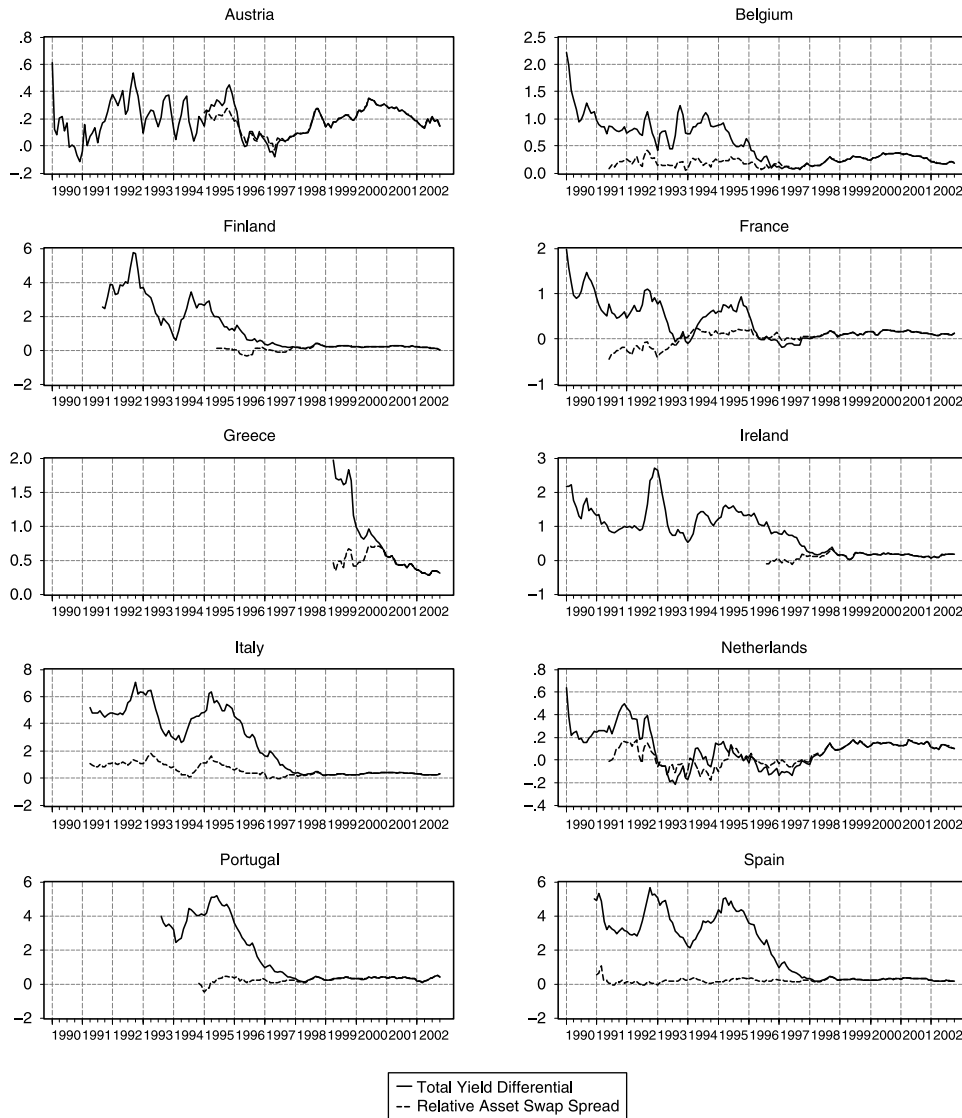 Austria
.8
.6
.4
.2
.0
−.2
1990 1991 1992 1993 1994 1995 1996 1997 1998 1999 2000 2001 2002
Belgium
2.5
2.0
1.5
1.0
0.5
0.0
1990 1991 1992 1993 1994 1995 1996 1997 1998 1999 2000 2001 2002
Finland
6
4
2
0
−2
1990 1991 1992 1993 1994 1995 1996 1997 1998 1999 2000 2001 2002
France
2
1
0
−1
1990 1991 1992 1993 1994 1995 1996 1997 1998 1999 2000 2001 2002
Greece
2.0
1.5
1.0
0.5
0.0
1990 1991 1992 1993 1994 1995 1996 1997 1998 1999 2000 2001 2002
Ireland
3
2
1
0
−1
1990 1991 1992 1993 1994 1995 1996 1997 1998 1999 2000 2001 2002
Italy
8
6
4
2
0
−2
1990 1991 1992 1993 1994 1995 1996 1997 1998 1999 2000 2001 2002
Netherlands
.8
.6
.4
.2
.0
−.2
−.4
1990 1991 1992 1993 1994 1995 1996 1997 1998 1999 2000 2001 2002
Portugal
6
4
2
0
−2
1990 1991 1992 1993 1994 1995 1996 1997 1998 1999 2000 2001 2002
Spain
6
4
2
0
−2
1990 1991 1992 1993 1994 1995 1996 1997 1998 1999 2000 2001 2002
Total Yield Differential
Relative Asset Swap Spread